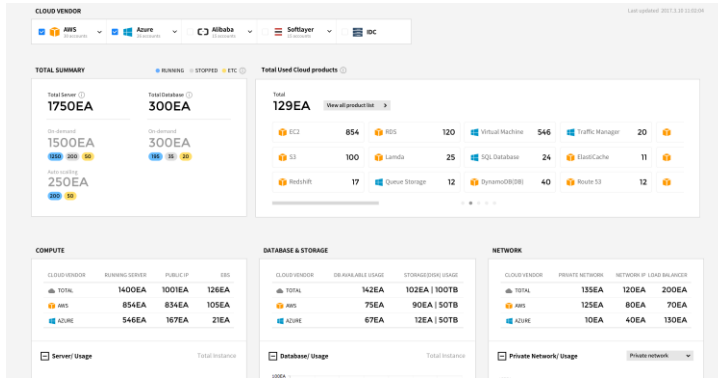 CLOUD VENDOR
Last updated 2017.3.10 11:02:09
AWS
Azure
Alibaba
Softlayer
IDC
TOTAL SUMMARY
RUNNING STOPPED ETC
Total Used Cloud products
Total Server
Total Database
1750EA
300EA
On-demand
On-demand
1500EA
300EA
1250 200 50
195 35 20
Auto scaling
250EA
200 50
Total
129EA
View all product list
EC2 854
RDS 120
Virtual Machine 546
Traffic Manager 20
S3 100
Lamda 25
SQL Database 24
ElastiCache 11
Redshift 17
Queue Storage 12
DynamoDB(DB) 40
Route 53 12
COMPUTE
CLOUD VENDOR RUNNING SERVER PUBLIC IP EBS
TOTAL 1400EA 1001EA 126EA
AWS 854EA 834EA 105EA
AZURE 546EA 167EA 21EA
Server/ Usage
Total Instance
DATABASE & STORAGE
CLOUD VENDOR DB AVAILABLE USAGE STORAGE(DISK) USAGE
TOTAL 142EA 102EA | 100TB
AWS 75EA 90EA | 50TB
AZURE 67EA 12EA | 50TB
Database/ Usage
Total Instance
100EA
NETWORK
CLOUD VENDOR PRIVATE NETWORK NETWORK IP LOAD BALANCER
TOTAL 135EA 120EA 200EA
AWS 125EA 80EA 70EA
AZURE 10EA 40EA 130EA
Private Network/ Usage
Private network